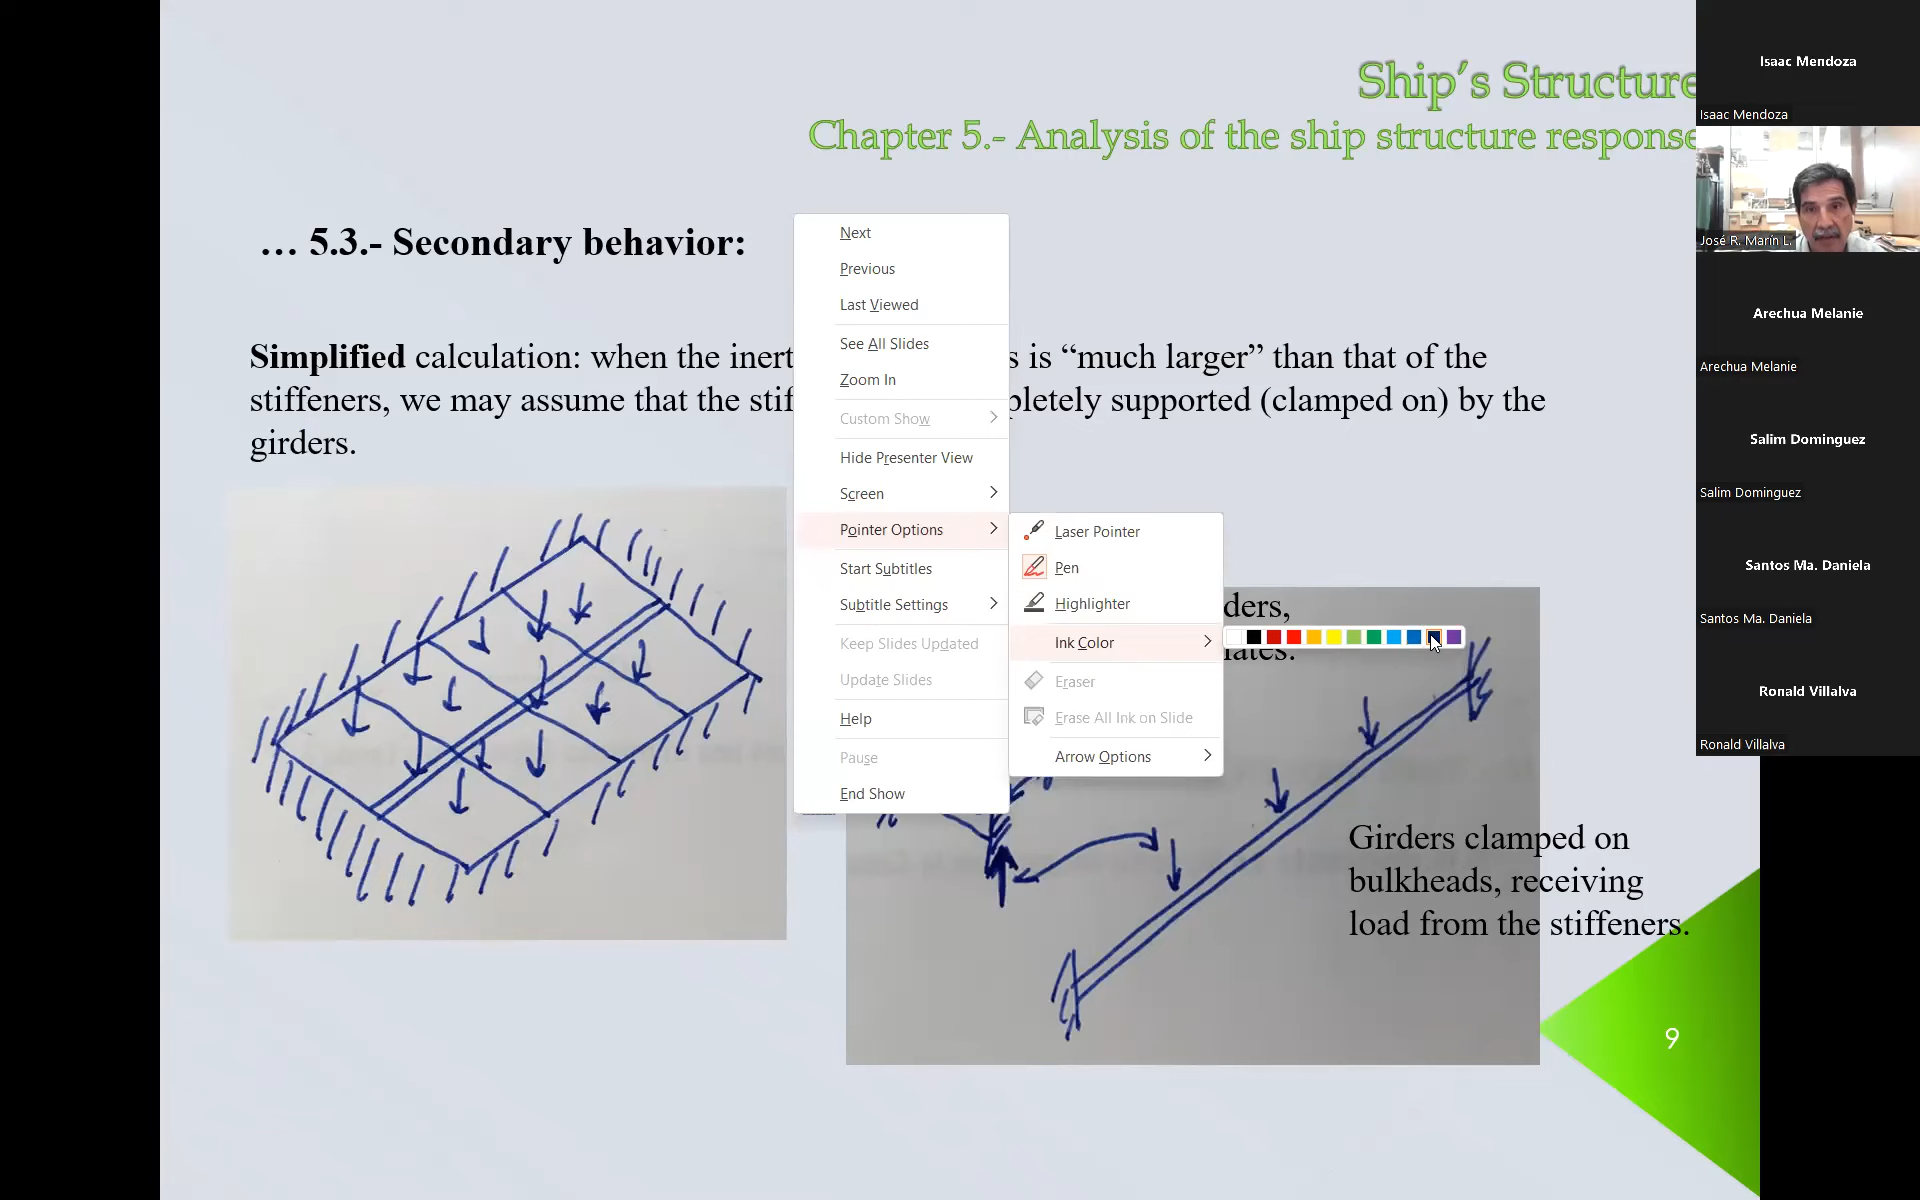 Ship's Structure
Chapter 5.- Analysis of the ship structure response
… 5.3.- Secondary behavior:
Simplified calculation: when the inert s is “much larger” than that of the
stiffeners, we may assume that the stif pletely supported (clamped on) by the
girders.
Next
Previous
Last Viewed
See All Slides
Zoom In
Custom Show
Hide Presenter View
Screen
Pointer Options
Start Subtitles
Subtitle Settings
Keep Slides Updated
Update Slides
Help
Pause
End Show
Laser Pointer
Pen
Highlighter
Ink Color
Eraser
Erase All Ink on Slide
Arrow Options
ders,
lates.
Girders clamped on
bulkheads, receiving
load from the stiffeners.
9
Isaac Mendoza
Isaac Mendoza
José R. Marín L.
Arechua Melanie
Arechua Melanie
Salim Dominguez
Salim Dominguez
Santos Ma. Daniela
Santos Ma. Daniela
Ronald Villalva
Ronald Villalva